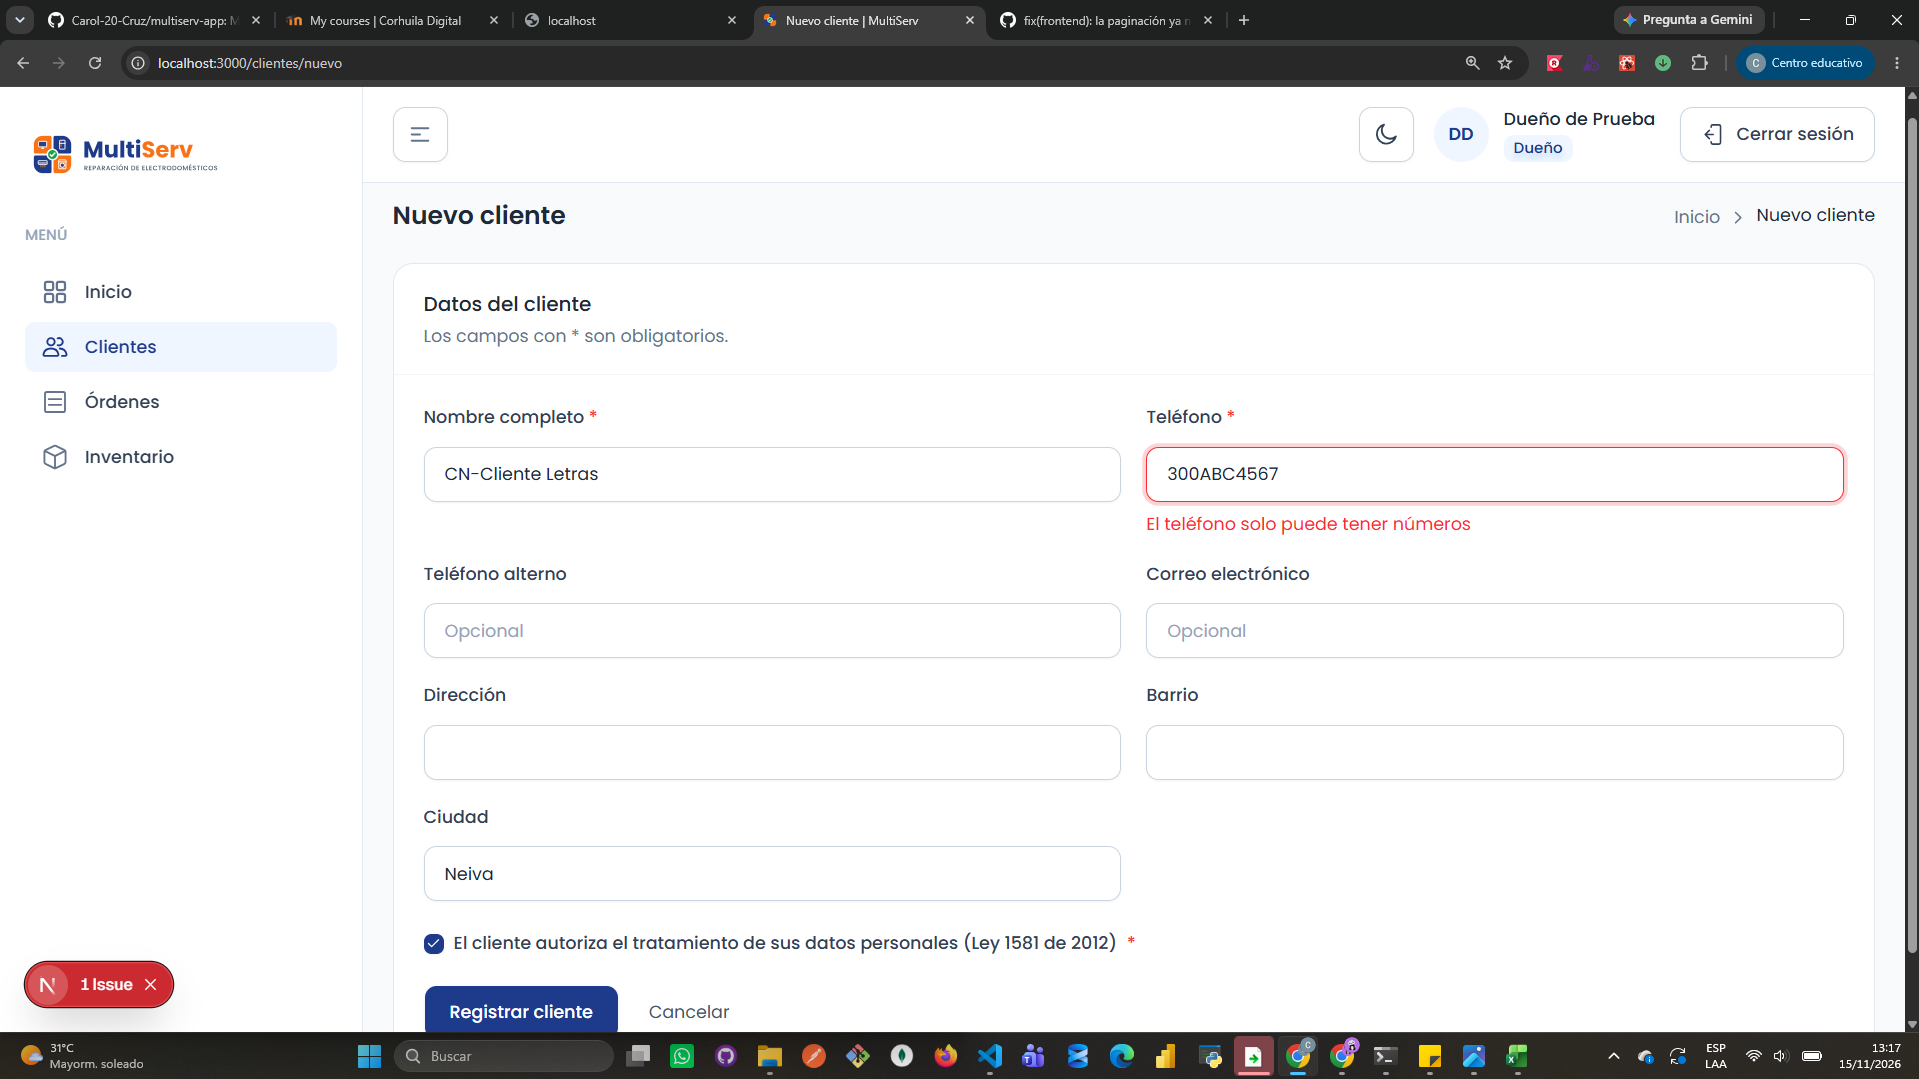 Carol-20-Cruz/multiserv-app: M
My courses | Corhuila Digital
localhost
Nuevo cliente | MultiServ
fix(frontend): la paginación ya n
Pregunta a Gemini
localhost:3000/clientes/nuevo
C Centro educativo
MultiServ
REPARACIÓN DE ELECTRODOMÉSTICOS
DD
Dueño de Prueba
Dueño
Cerrar sesión
MENÚ
Inicio
Clientes
Órdenes
Inventario
Nuevo cliente
Inicio > Nuevo cliente
Datos del cliente
Los campos con * son obligatorios.
Nombre completo *
CN-Cliente Letras
Teléfono *
300ABC4567
El teléfono solo puede tener números
Teléfono alterno
Opcional
Correo electrónico
Opcional
Dirección
Barrio
Ciudad
Neiva
El cliente autoriza el tratamiento de sus datos personales (Ley 1581 de 2012) *
Registrar cliente
Cancelar
N 1 Issue
31°C
Mayorm. soleado
Buscar
ESP
LAA
13:17
15/11/2026